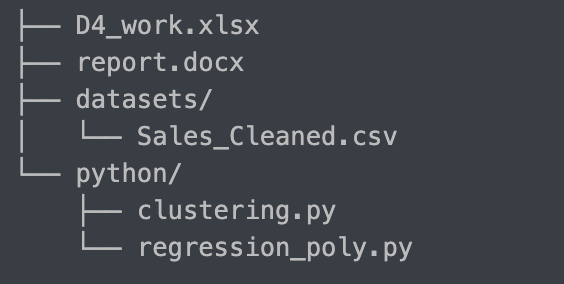 ├── D4_work.xlsx
├── report.docx
├── datasets/
│   └── Sales_Cleaned.csv
└── python/
    ├── clustering.py
    └── regression_poly.py